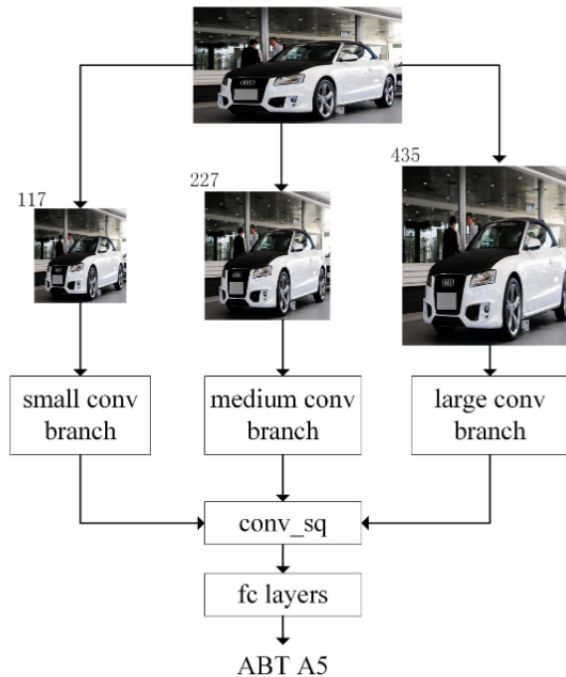 117
227
435
small conv
branch
medium conv
branch
large conv
branch
conv_sq
fc layers
ABT A5